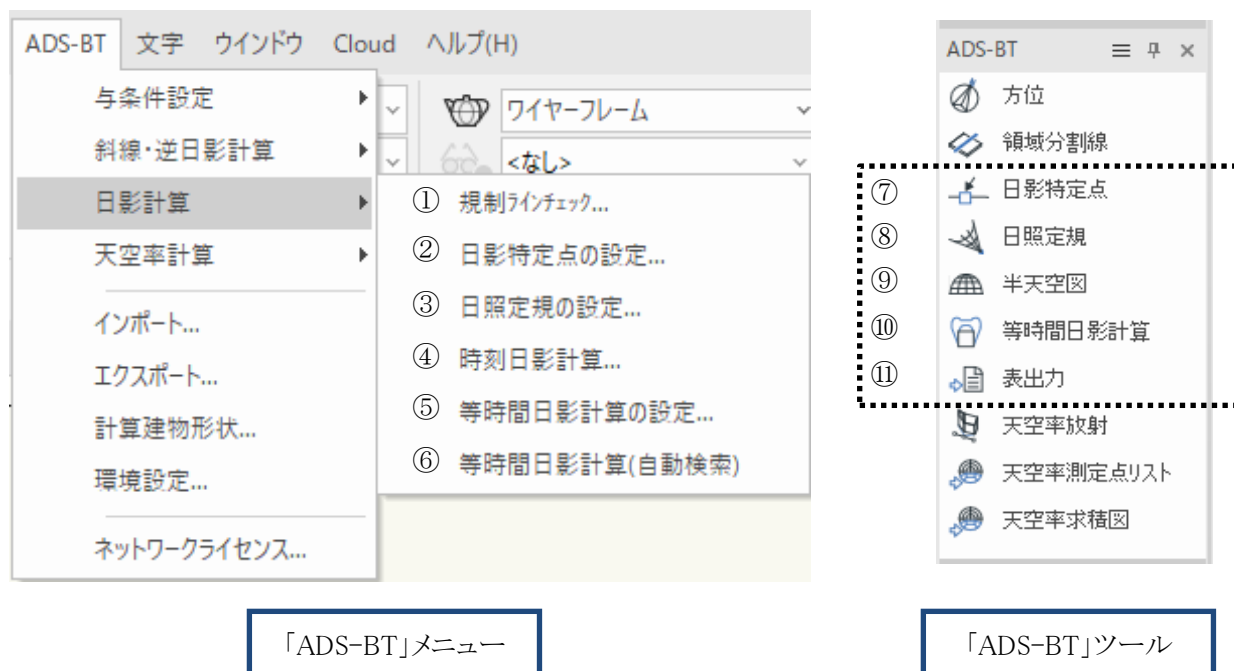 ADS-BT 文字 ウインドウ Cloud ヘルプ(H)
与条件設定
斜線・逆日影計算
日影計算
天空率計算
インポート...
エクスポート...
計算建物形状...
環境設定...
ネットワークライセンス...
ワイヤーフレーム
<なし>
① 規制ラインチェック...
② 日影特定点の設定...
③ 日照定規の設定...
④ 時刻日影計算...
⑤ 等時間日影計算の設定...
⑥ 等時間日影計算(自動検索)
「ADS-BT」メニュー
ADS-BT
方位
領域分割線
⑦ 日影特定点
⑧ 日照定規
⑨ 半天空図
⑩ 等時間日影計算
⑪ 表出力
天空率放射
天空率測定点リスト
天空率求積図
「ADS-BT」ツール